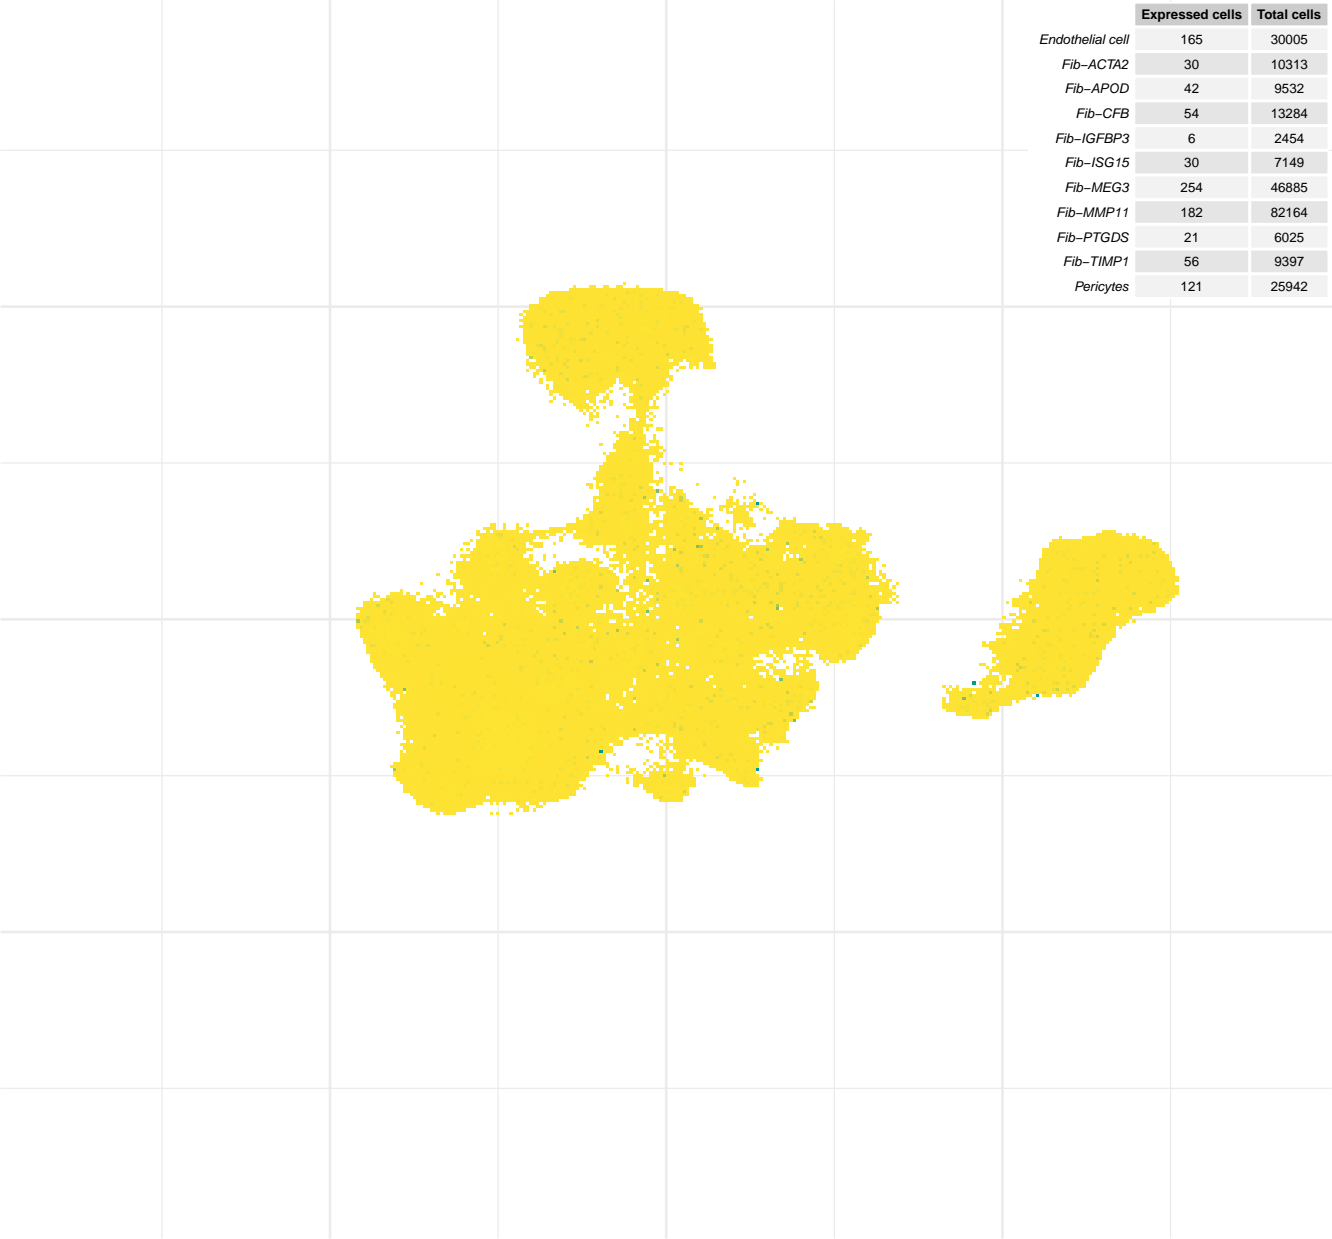 Expressed cells Total cells
Endothelial cell 165 30005
Fib−ACTA2 30 10313
Fib−APOD 42 9532
Fib−CFB 54 13284
Fib−IGFBP3 6 2454
Fib−ISG15 30 7149
Fib−MEG3 254 46885
Fib−MMP11 182 82164
Fib−PTGDS 21 6025
Fib−TIMP1 56 9397
Pericytes 121 25942